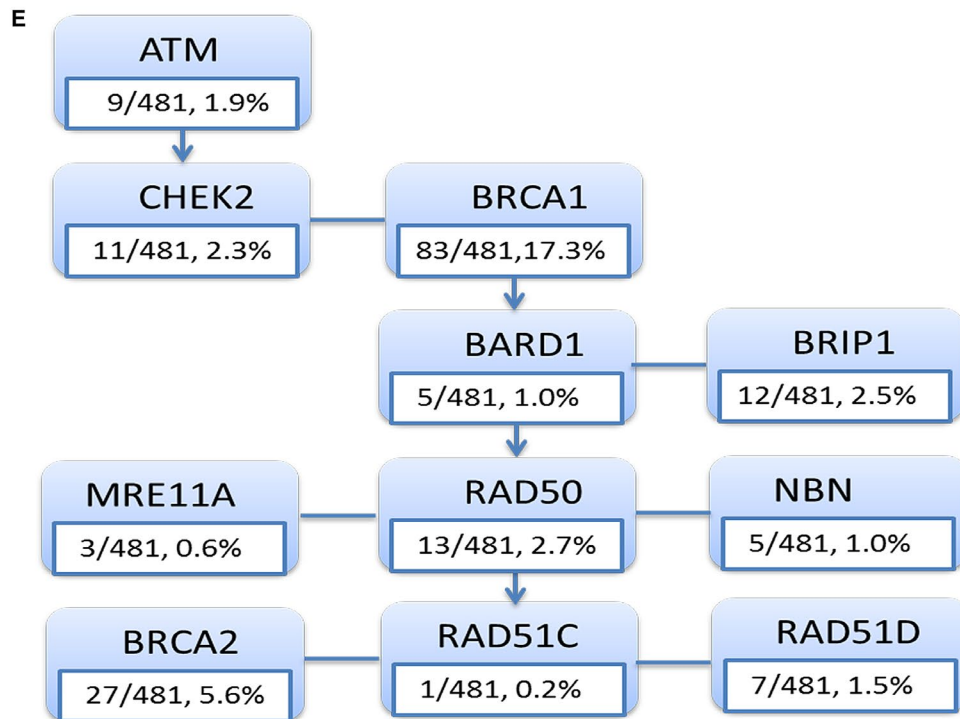 E
ATM
9/481, 1.9%
CHEK2
11/481, 2.3%
BRCA1
83/481,17.3%
BARD1
5/481, 1.0%
BRIP1
12/481, 2.5%
MRE11A
3/481, 0.6%
RAD50
13/481, 2.7%
NBN
5/481, 1.0%
BRCA2
27/481, 5.6%
RAD51C
1/481, 0.2%
RAD51D
7/481, 1.5%